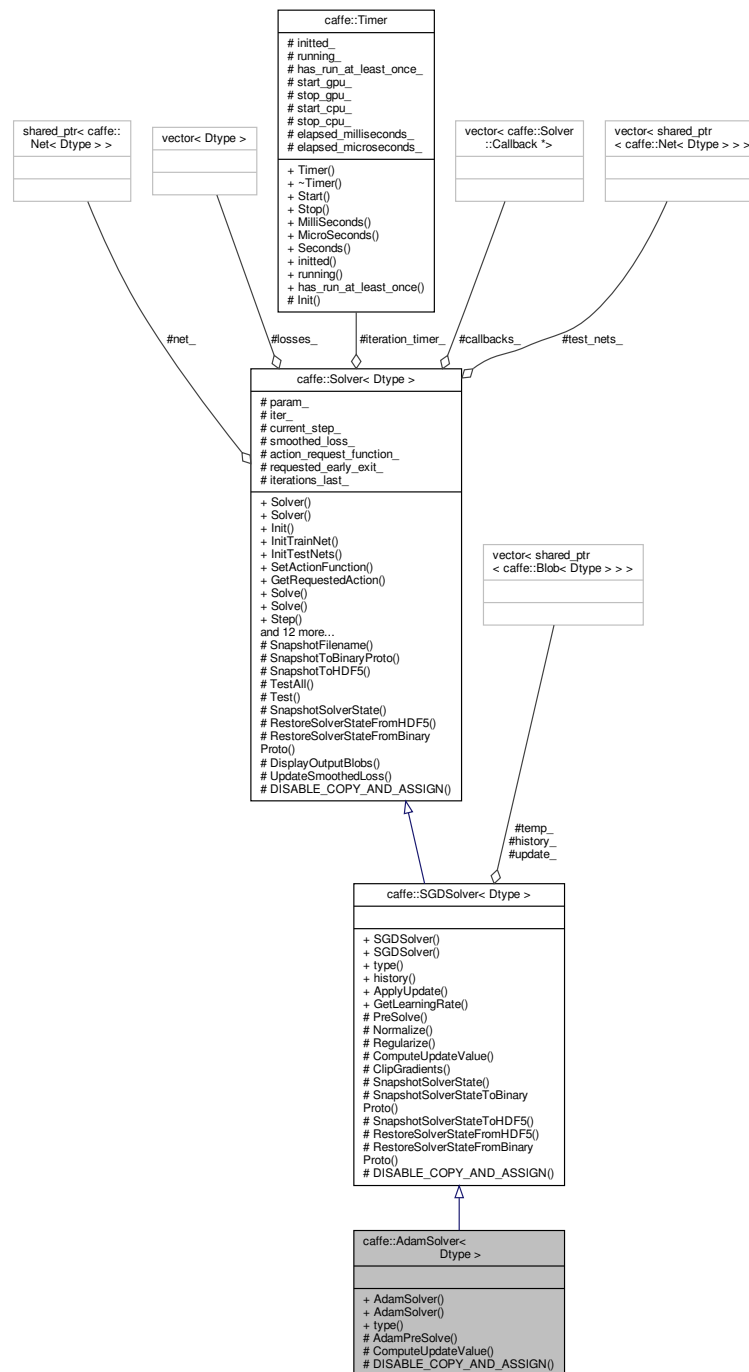 caffe::Timer
# initted_
# running_
# has_run_at_least_once_
# start_gpu_
# stop_gpu_
# start_cpu_
# stop_cpu_
# elapsed_milliseconds_
# elapsed_microseconds_
+ Timer()
+ ~Timer()
+ Start()
+ Stop()
+ MilliSeconds()
+ MicroSeconds()
+ Seconds()
+ initted()
+ running()
+ has_run_at_least_once()
# Init()
shared_ptr< caffe::
Net< Dtype > >
vector< Dtype >
vector< caffe::Solver
::Callback *>
vector< shared_ptr
< caffe::Net< Dtype > > >
#net_
#losses_
#iteration_timer_
#callbacks_
#test_nets_
caffe::Solver< Dtype >
# param_
# iter_
# current_step_
# smoothed_loss_
# action_request_function_
# requested_early_exit_
# iterations_last_
+ Solver()
+ Solver()
+ Init()
+ InitTrainNet()
+ InitTestNets()
+ SetActionFunction()
+ GetRequestedAction()
+ Solve()
+ Solve()
+ Step()
and 12 more...
# SnapshotFilename()
# SnapshotToBinaryProto()
# SnapshotToHDF5()
# TestAll()
# Test()
# SnapshotSolverState()
# RestoreSolverStateFromHDF5()
# RestoreSolverStateFromBinary
Proto()
# DisplayOutputBlobs()
# UpdateSmoothedLoss()
# DISABLE_COPY_AND_ASSIGN()
vector< shared_ptr
< caffe::Blob< Dtype > > >
#temp_
#history_
#update_
caffe::SGDSolver< Dtype >
+ SGDSolver()
+ SGDSolver()
+ type()
+ history()
+ ApplyUpdate()
+ GetLearningRate()
# PreSolve()
# Normalize()
# Regularize()
# ComputeUpdateValue()
# ClipGradients()
# SnapshotSolverState()
# SnapshotSolverStateToBinary
Proto()
# SnapshotSolverStateToHDF5()
# RestoreSolverStateFromHDF5()
# RestoreSolverStateFromBinary
Proto()
# DISABLE_COPY_AND_ASSIGN()
caffe::AdamSolver<
Dtype >
+ AdamSolver()
+ AdamSolver()
+ type()
# AdamPreSolve()
# ComputeUpdateValue()
# DISABLE_COPY_AND_ASSIGN()